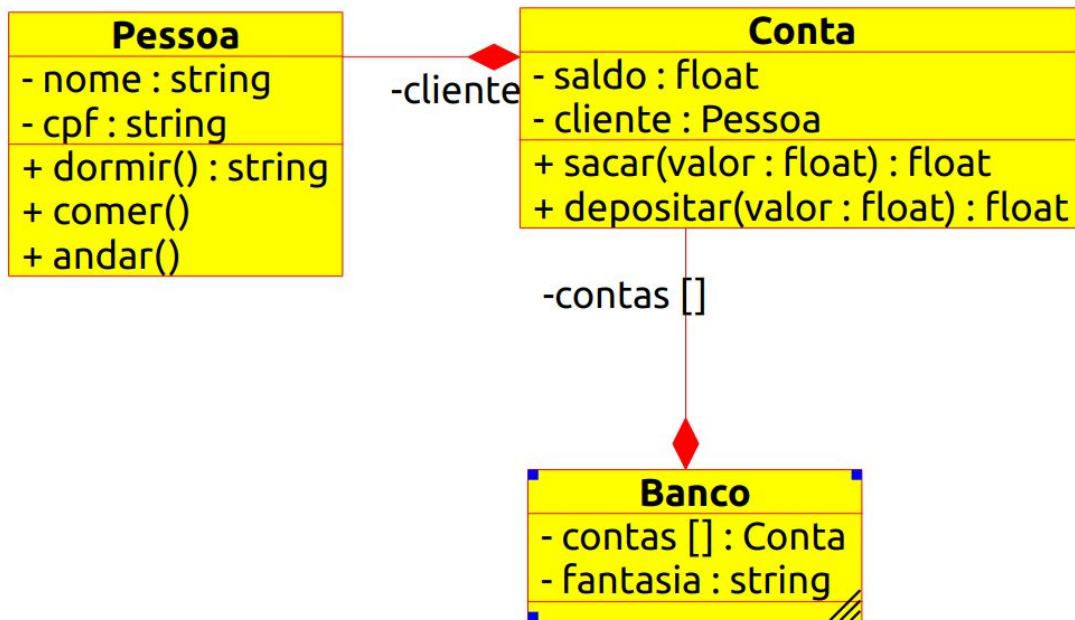 Pessoa
- nome : string
- cpf : string
+ dormir() : string
+ comer()
+ andar()
-cliente
Conta
- saldo : float
- cliente : Pessoa
+ sacar(valor : float) : float
+ depositar(valor : float) : float
-contas []
Banco
- contas [] : Conta
- fantasia : string